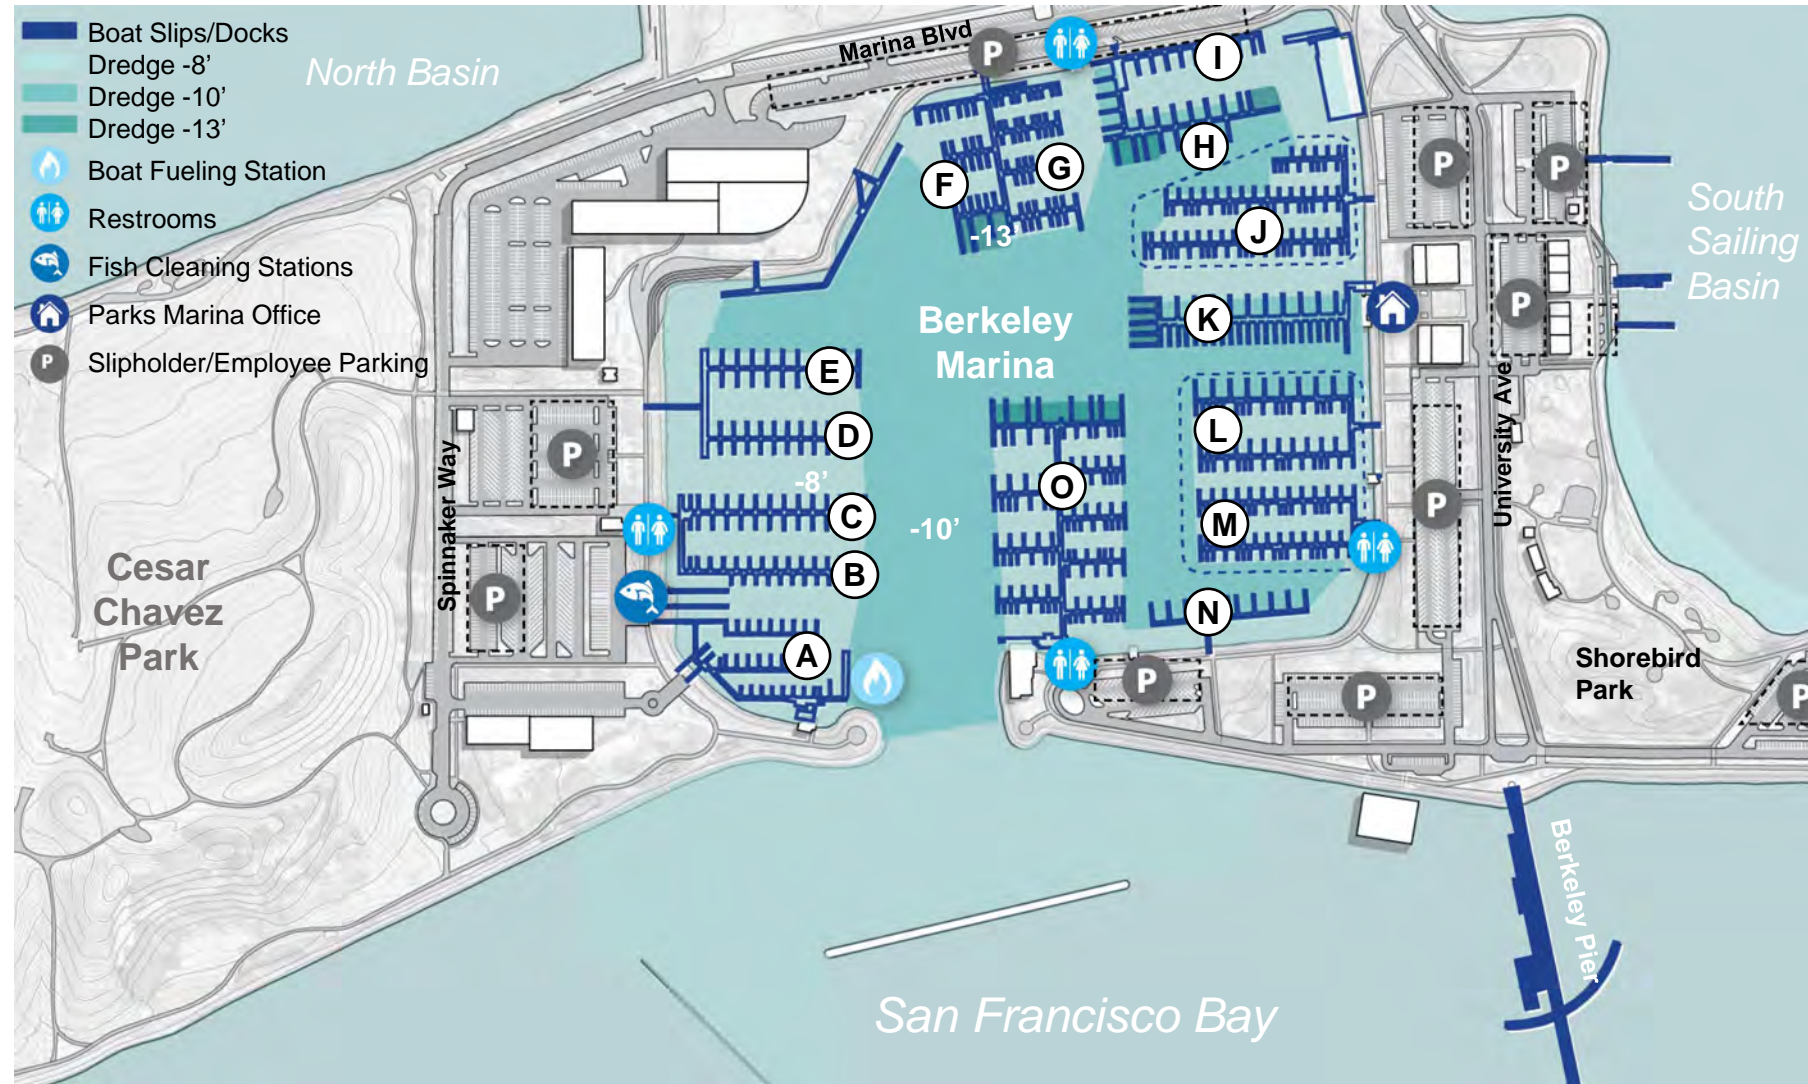 Boat Slips/Docks
Dredge -8’
Dredge -10’
Dredge -13’
Boat Fueling Station
Restrooms
Fish Cleaning Stations
Parks Marina Office
P
Slipholder/Employee Parking
North Basin
Marina Blvd
P
I
H
G
F
-13’
J
K
Berkeley
Marina
E
D
-8’
C
-10’
B
A
O
L
M
N
P
P
P
P
P
P
P
P
P
South
Sailing
Basin
University Ave
Spinnaker Way
Cesar
Chavez
Park
Shorebird
Park
Berkeley Pier
San Francisco Bay